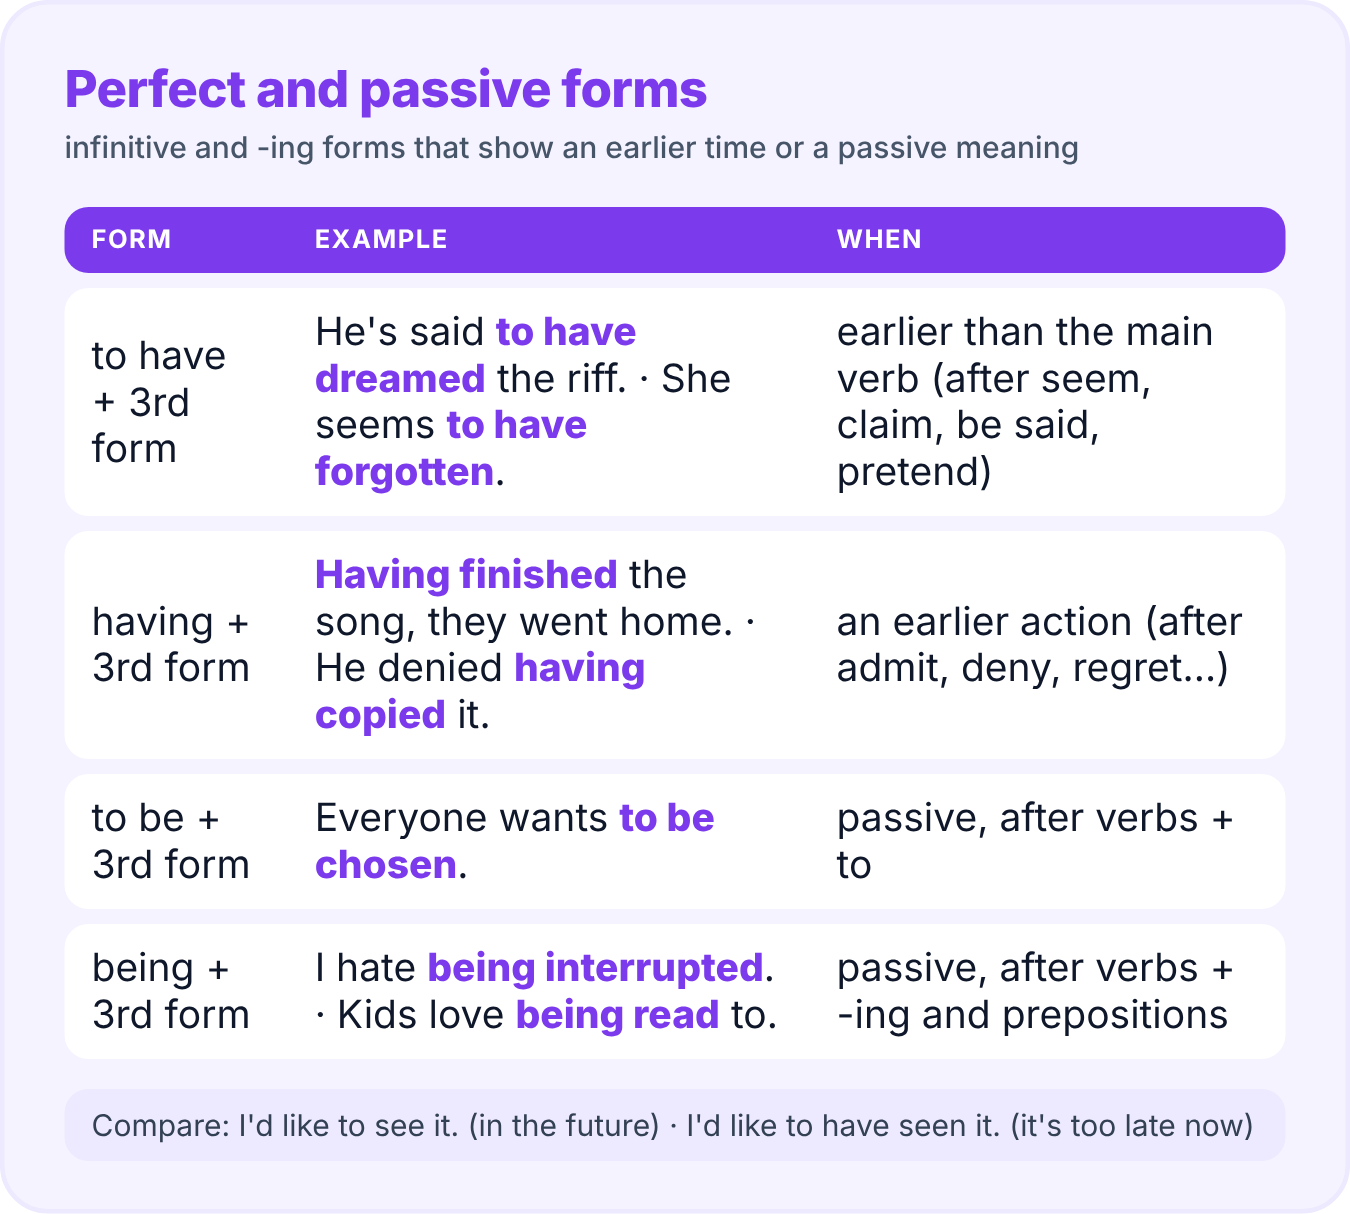 Perfect and passive forms
infinitive and -ing forms that show an earlier time or a passive meaning
FORM EXAMPLE WHEN
to have
+ 3rd
form
He's said to have
dreamed the riff. · She
seems to have
forgotten.
earlier than the main
verb (after seem,
claim, be said,
pretend)
having +
3rd form
Having finished the
song, they went home. ·
He denied having
copied it.
an earlier action (after
admit, deny, regret...)
to be +
3rd form
Everyone wants to be
chosen.
passive, after verbs +
to
being +
3rd form
I hate being interrupted.
· Kids love being read to.
passive, after verbs +
-ing and prepositions
Compare: I'd like to see it. (in the future) · I'd like to have seen it. (it's too late now)